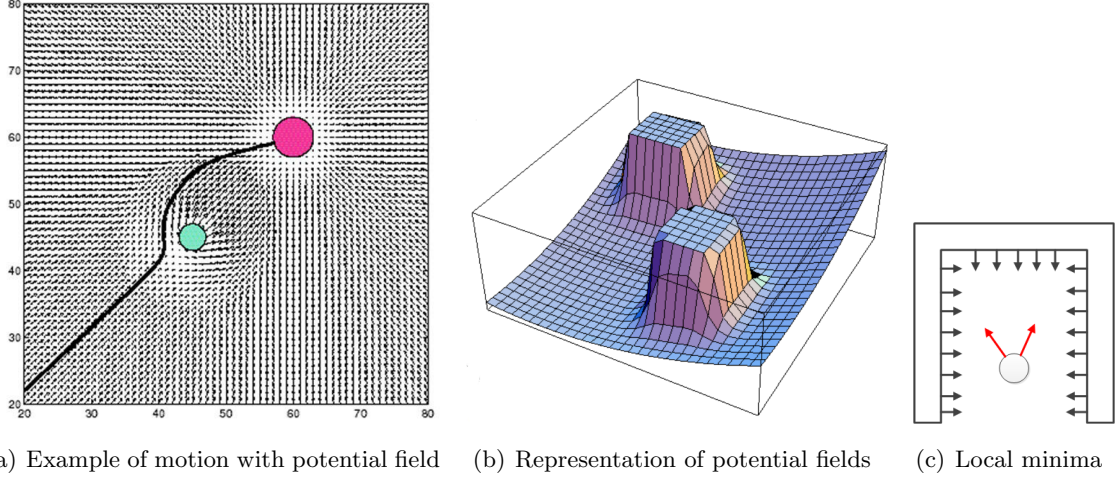 80
70
60
50
40
30
20
20 30 40 50 60 70 80
a) Example of motion with potential field
(b) Representation of potential fields
(c) Local minima